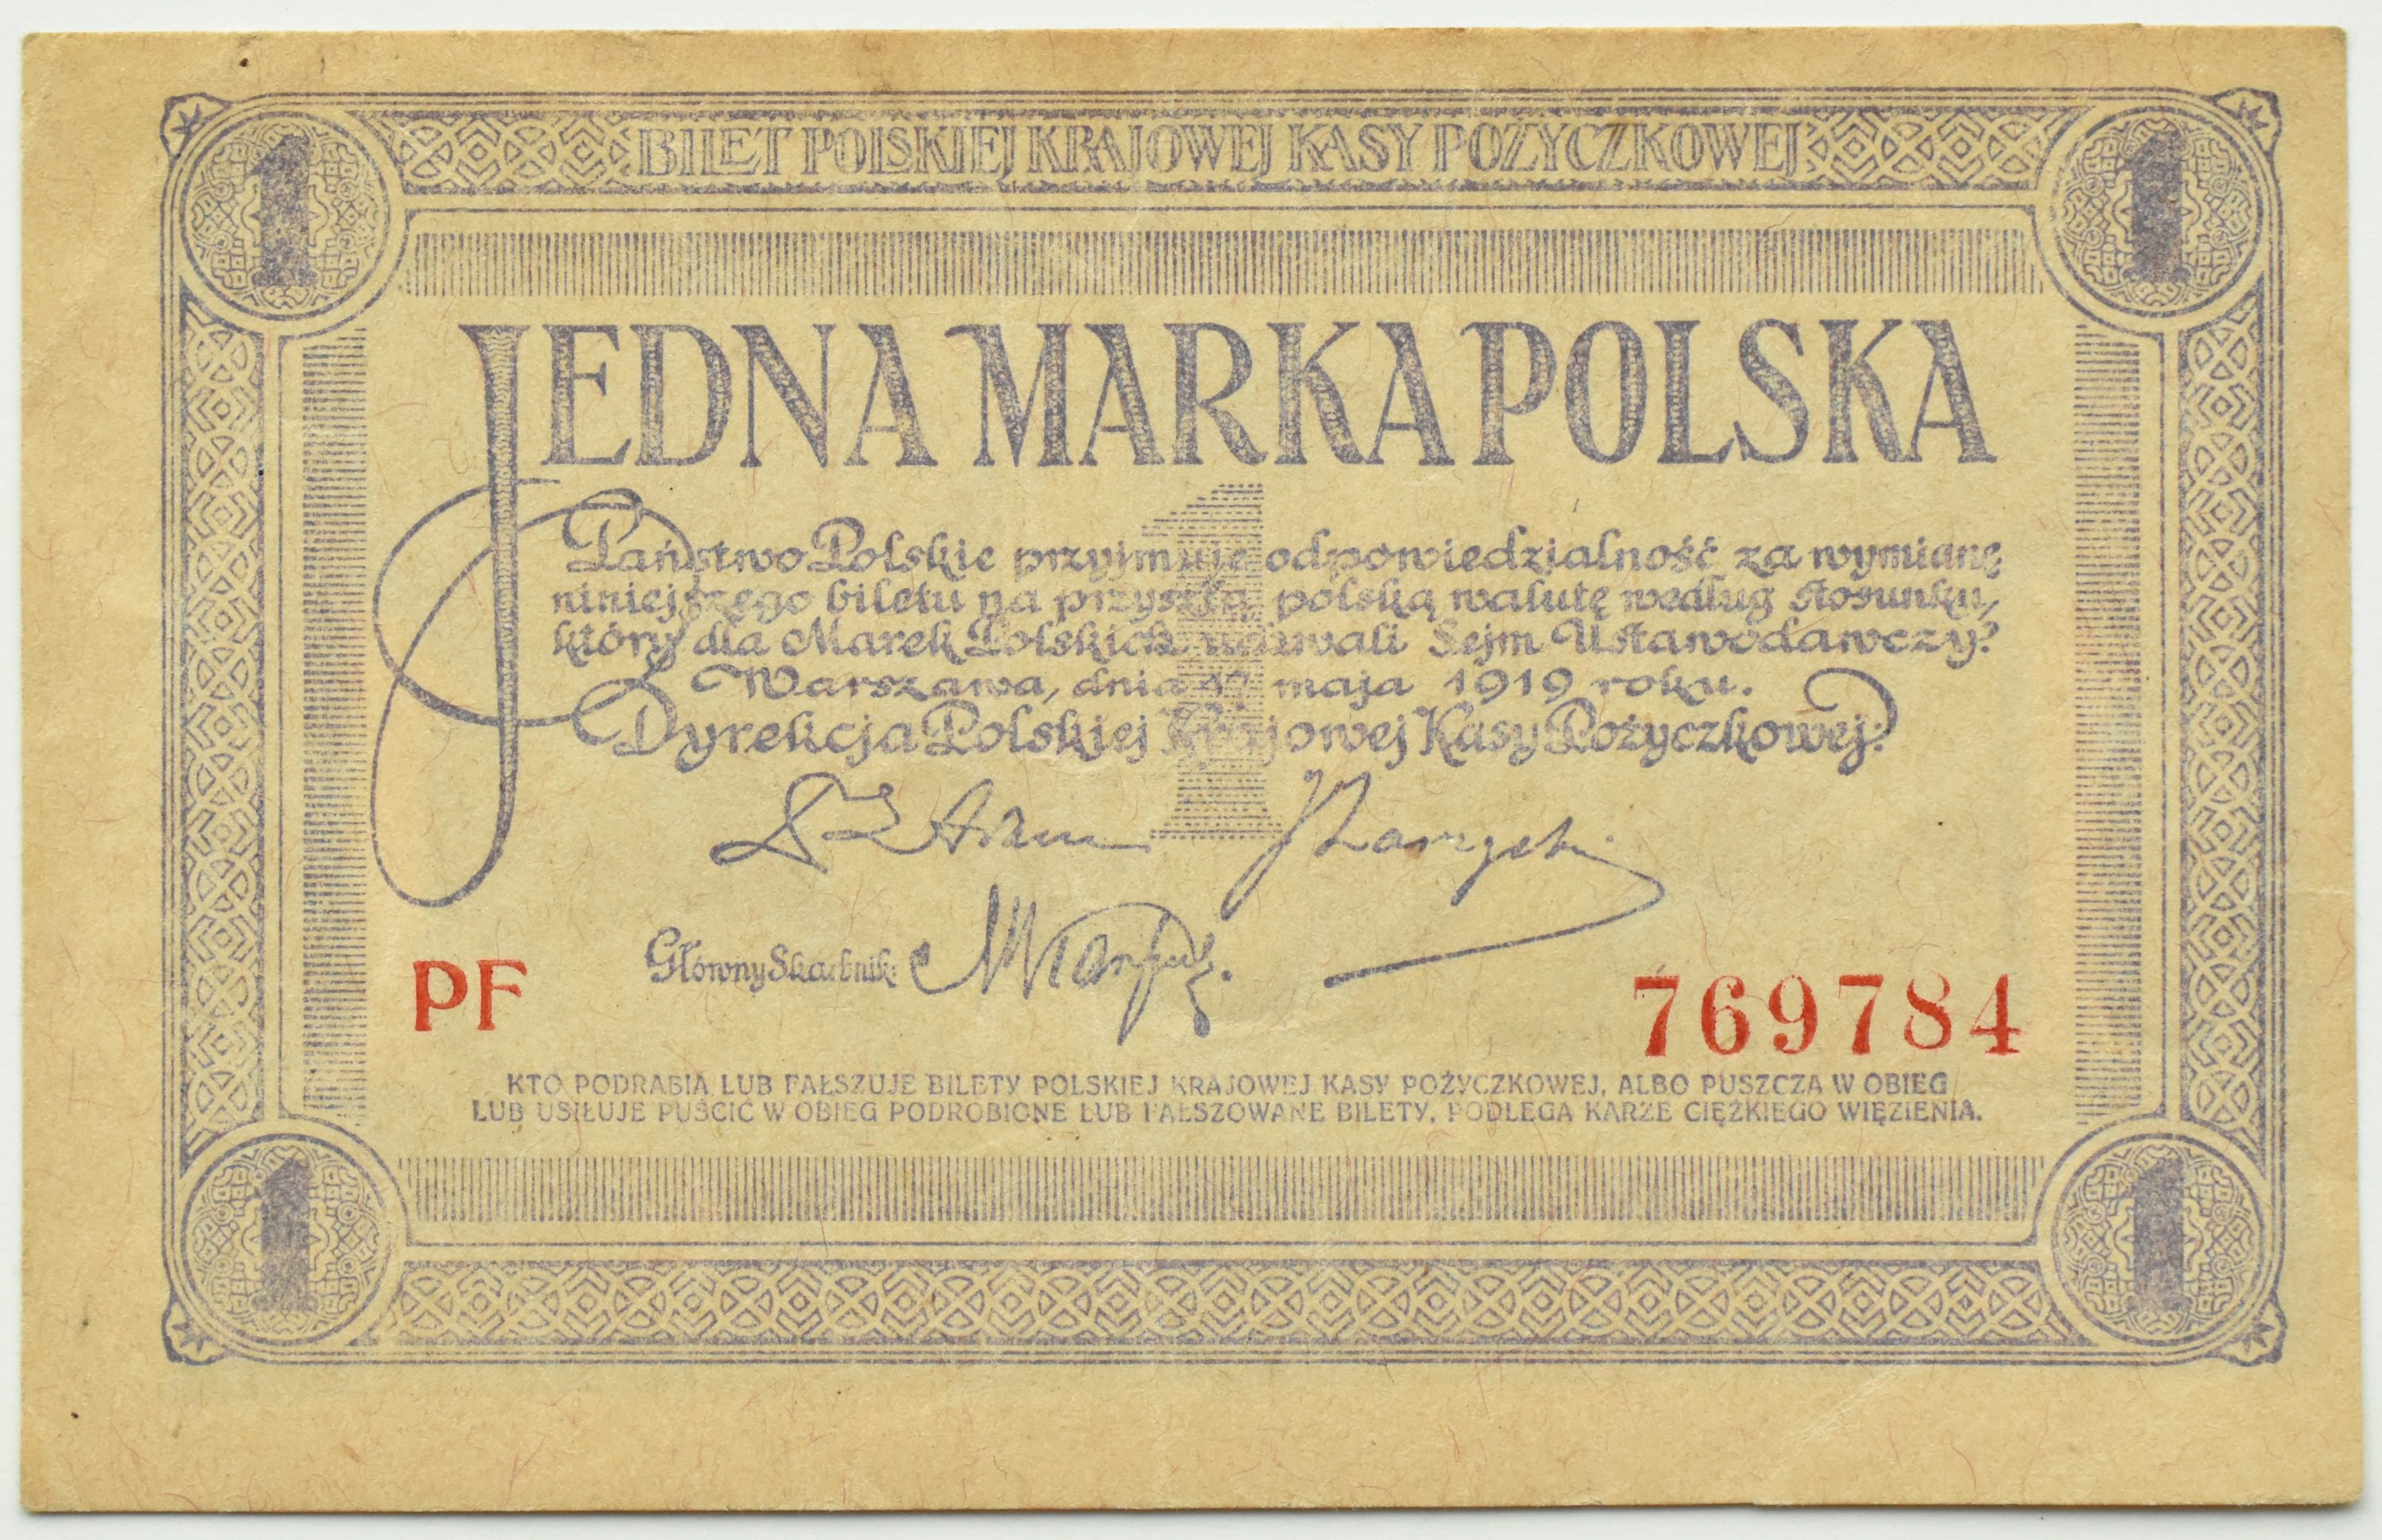 1
BILET POLSKIEJ KRAJOWEJ KASY POŻYCZKOWEJ
1
JEDNA MARKA POLSKA
1
Państwo Polskie przyjmuje odpowiedzialność za wymianę
niniejszego biletu na przyszłą polską walutę według stosunku,
który dla Marek Polskich uchwali Sejm Ustawodawczy.
Warszawa, dnia 17 maja 1919 roku.
Dyrekcja Polskiej Krajowej Kasy Pożyczkowej:
Główny Skarbnik:
PF
769784
KTO PODRABIA LUB FAŁSZUJE BILETY POLSKIEJ KRAJOWEJ KASY POŻYCZKOWEJ, ALBO PUSZCZA W OBIEG
LUB USIŁUJE PUŚCIĆ W OBIEG PODROBIONE LUB FAŁSZOWANE BILETY, PODLEGA KARZE CIĘŻKIEGO WIĘZIENIA.
1
1